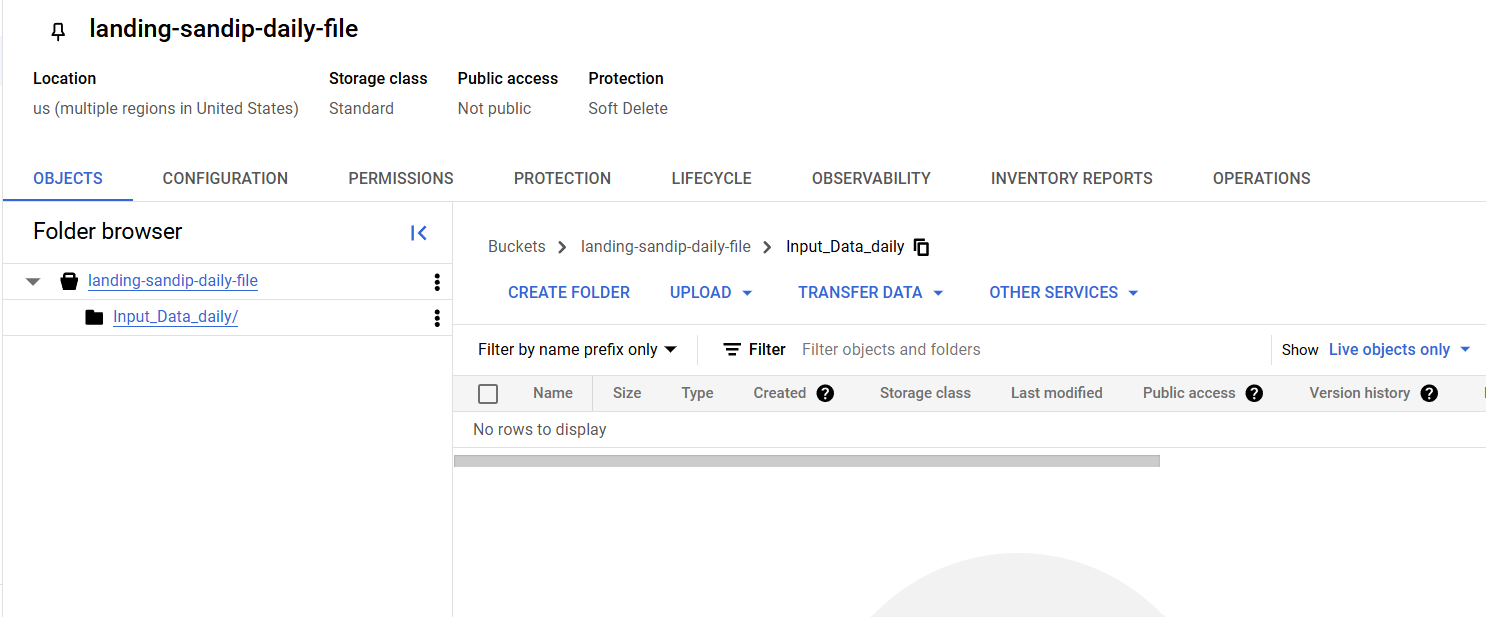 landing-sandip-daily-file
Location Storage class Public access Protection
us (multiple regions in United States) Standard Not public Soft Delete
OBJECTS CONFIGURATION PERMISSIONS PROTECTION LIFECYCLE OBSERVABILITY INVENTORY REPORTS OPERATIONS
Folder browser
landing-sandip-daily-file
Input_Data_daily/
Buckets > landing-sandip-daily-file > Input_Data_daily
CREATE FOLDER UPLOAD TRANSFER DATA OTHER SERVICES
Filter by name prefix only Filter Filter objects and folders Show Live objects only
Name Size Type Created ? Storage class Last modified Public access ? Version history ?
No rows to display